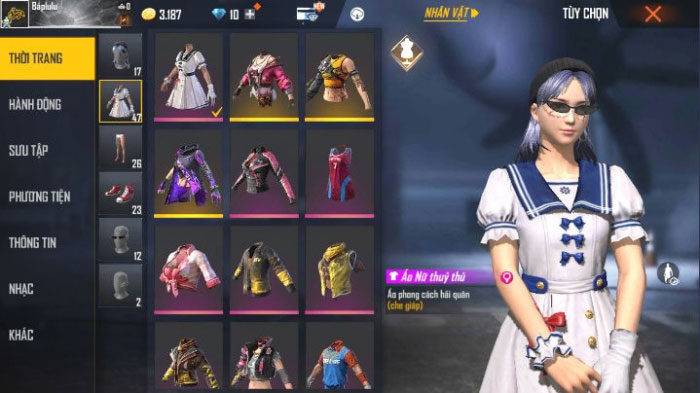 Báplulu
0
3.187
10
NHÂN VẬT
TÙY CHỌN
THỜI TRANG
HÀNH ĐỘNG
SƯU TẬP
PHƯƠNG TIỆN
THÔNG TIN
NHẠC
KHÁC
17
47
26
23
12
2
Áo Nữ thuỷ thủ
Áo phong cách hải quân
(che giáp)